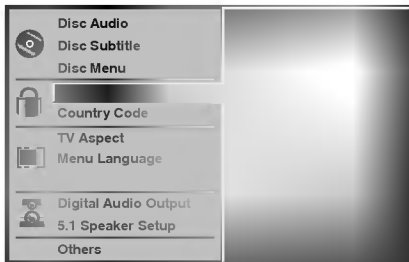 Disc Audio
Disc Subtitle
Disc Menu
Country Code
TV Aspect
Menu Language
Digital Audio Output
5.1 Speaker Setup
Others